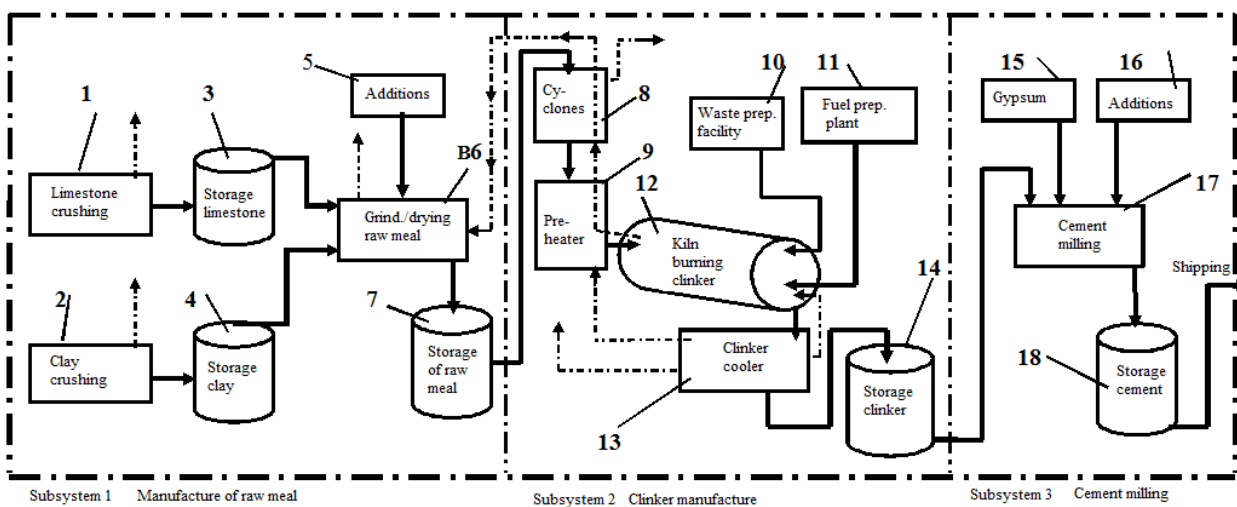 1
Limestone
crushing
2
Clay
crushing
3
Storage
limestone
4
Storage
clay
5
Additions
B6
Grind./drying
raw meal
7
Storage
of raw
meal
Cy-
clones
8
9
Pre-
heater
10
Waste prep.
facility
11
Fuel prep.
plant
12
Kiln
burning
clinker
Clinker
cooler
13
14
Storage
clinker
15
Gypsum
16
Additions
17
Cement
milling
Shipping
18
Storage
cement
Subsystem 1 Manufacture of raw meal
Subsystem 2 Clinker manufacture
Subsystem 3 Cement milling